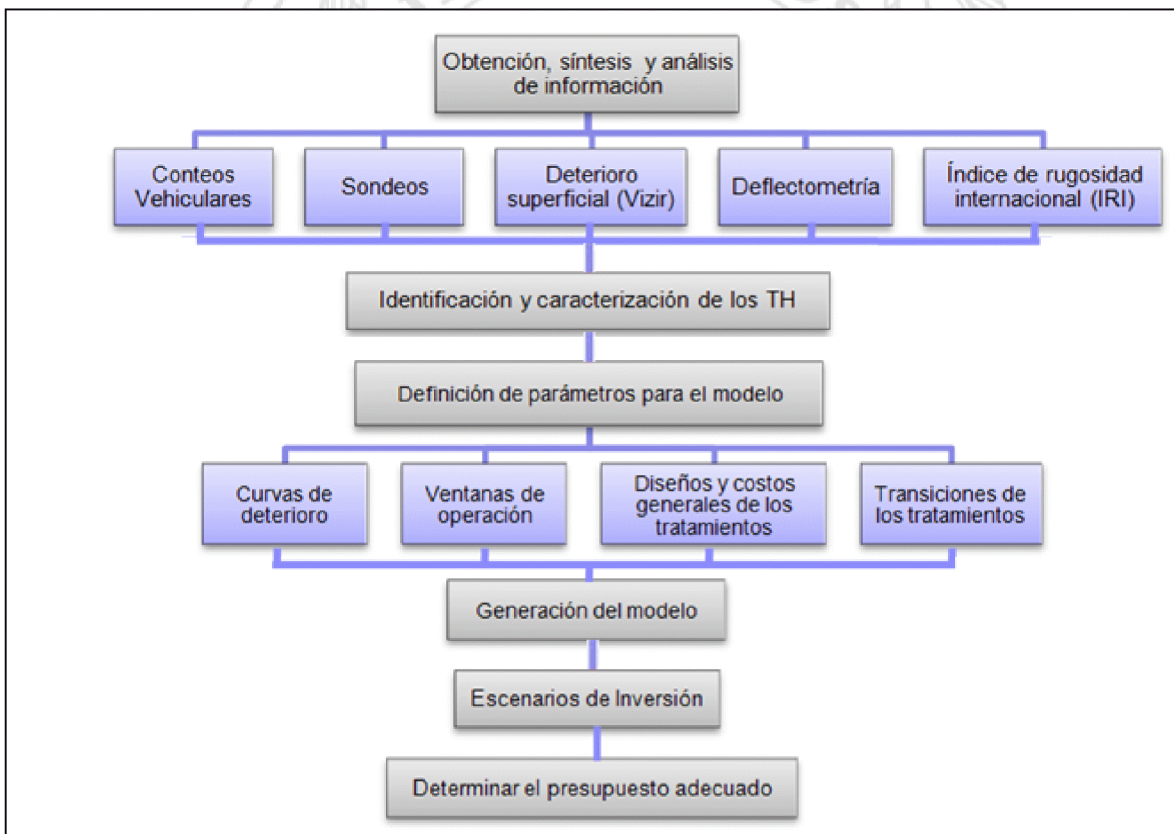 Obtención, síntesis y análisis
de información
Conteos
Vehiculares
Sondeos
Deterioro
superficial (Vizir)
Deflectometría
Índice de rugosidad
internacional (IRI)
Identificación y caracterización de los TH
Definición de parámetros para el modelo
Curvas de
deterioro
Ventanas de
operación
Diseños y costos
generales de los
tratamientos
Transiciones de
los tratamientos
Generación del modelo
Escenarios de Inversión
Determinar el presupuesto adecuado